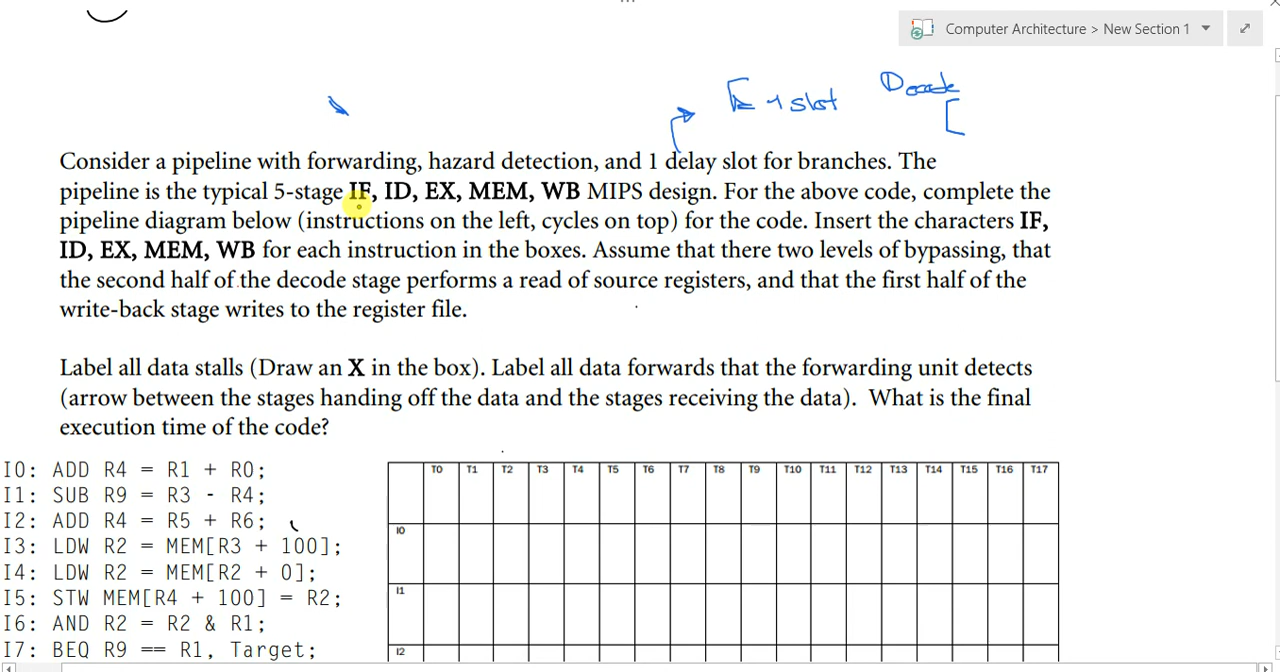 Computer Architecture > New Section 1
1 slot Decode
Consider a pipeline with forwarding, hazard detection, and 1 delay slot for branches. The
pipeline is the typical 5-stage IF, ID, EX, MEM, WB MIPS design. For the above code, complete the
pipeline diagram below (instructions on the left, cycles on top) for the code. Insert the characters IF,
ID, EX, MEM, WB for each instruction in the boxes. Assume that there two levels of bypassing, that
the second half of the decode stage performs a read of source registers, and that the first half of the
write-back stage writes to the register file.
Label all data stalls (Draw an X in the box). Label all data forwards that the forwarding unit detects
(arrow between the stages handing off the data and the stages receiving the data). What is the final
execution time of the code?
I0: ADD R4 = R1 + R0;
I1: SUB R9 = R3 - R4;
I2: ADD R4 = R5 + R6;
I3: LDW R2 = MEM[R3 + 100];
I4: LDW R2 = MEM[R2 + 0];
I5: STW MEM[R4 + 100] = R2;
I6: AND R2 = R2 & R1;
I7: BEQ R9 == R1, Target;
T0 T1 T2 T3 T4 T5 T6 T7 T8 T9 T10 T11 T12 T13 T14 T15 T16 T17
I0
I1
I2